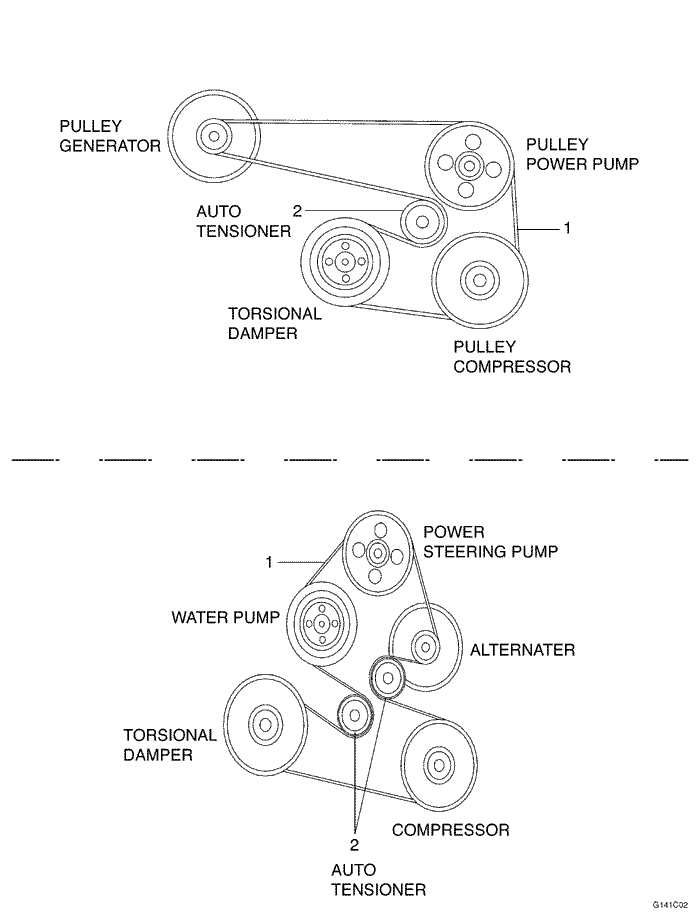 PULLEY
GENERATOR
PULLEY
POWER PUMP
AUTO
TENSIONER
2
1
TORSIONAL
DAMPER
PULLEY
COMPRESSOR
POWER
STEERING PUMP
1
WATER PUMP
ALTERNATER
TORSIONAL
DAMPER
COMPRESSOR
2
AUTO
TENSIONER
G141C02